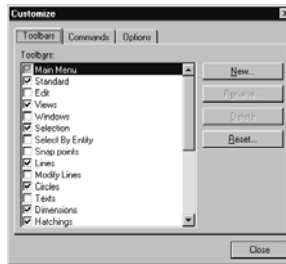 Customize
Toolbars Commands Options
Toolbars:
Main Menu
Standard
Edit
Views
Windows
Selection
Select By Entity
Snap points
Lines
Modify Lines
Circles
Texts
Dimensions
Hatchings
New...
Rename...
Delete
Reset...
Close